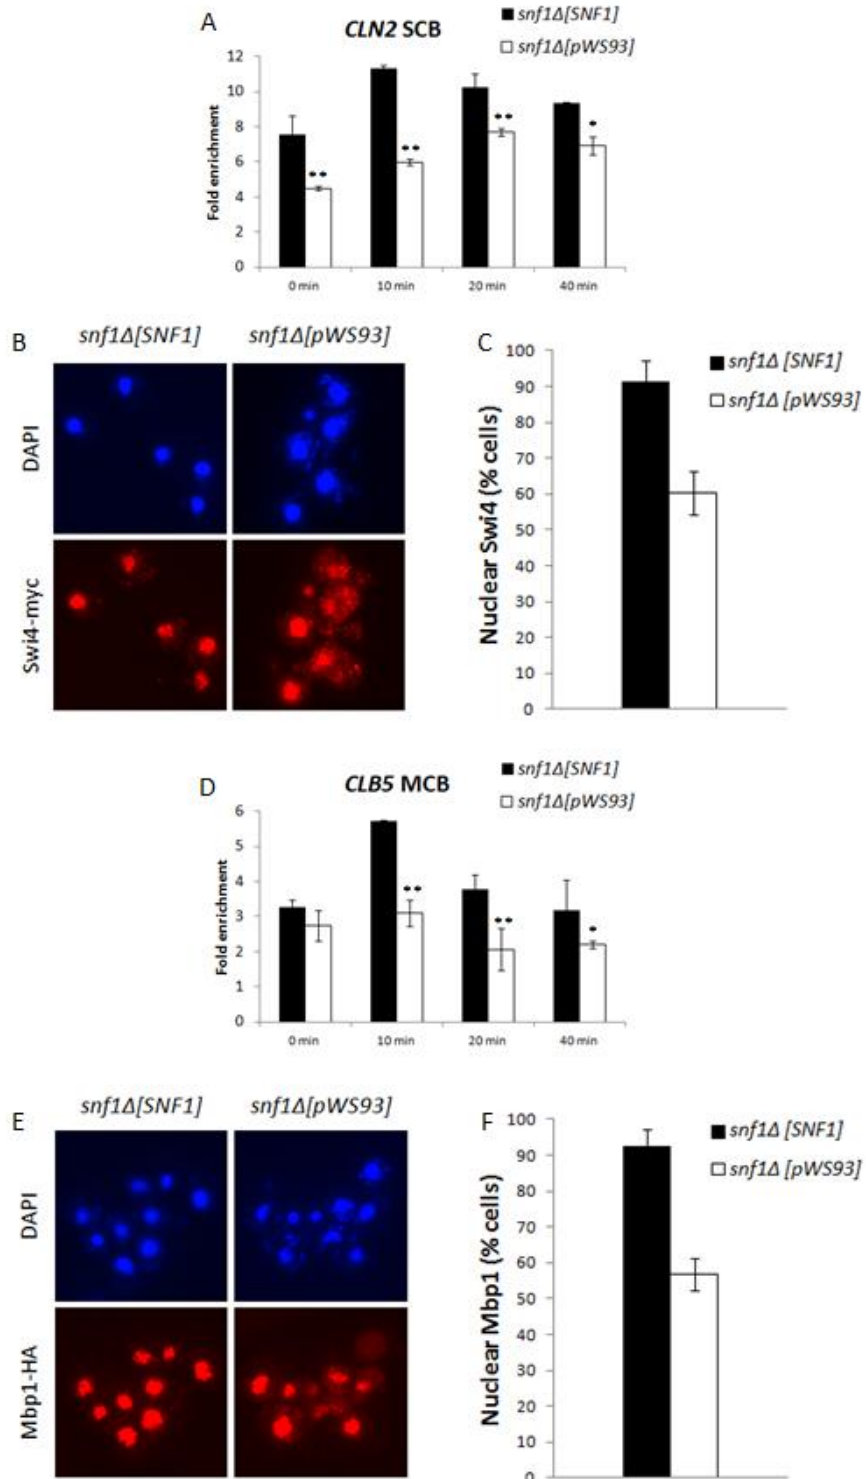 A
CLN2 SCB
snf1Δ[SNF1]
snf1Δ[pWS93]
Fold enrichment
12
10
8
6
4
2
0
**
**
**
*
0 min
10 min
20 min
40 min
B
snf1Δ[SNF1]
snf1Δ[pWS93]
DAPI
Swi4-myc
C
snf1Δ [SNF1]
snf1Δ [pWS93]
Nuclear Swi4 (% cells)
100
90
80
70
60
50
40
30
20
10
0
D
CLB5 MCB
snf1Δ[SNF1]
snf1Δ[pWS93]
Fold enrichment
6
5
4
3
2
1
0
**
**
*
0 min
10 min
20 min
40 min
E
snf1Δ[SNF1]
snf1Δ[pWS93]
DAPI
Mbp1-HA
F
snf1Δ [SNF1]
snf1Δ [pWS93]
Nuclear Mbp1 (% cells)
100
90
80
70
60
50
40
30
20
10
0